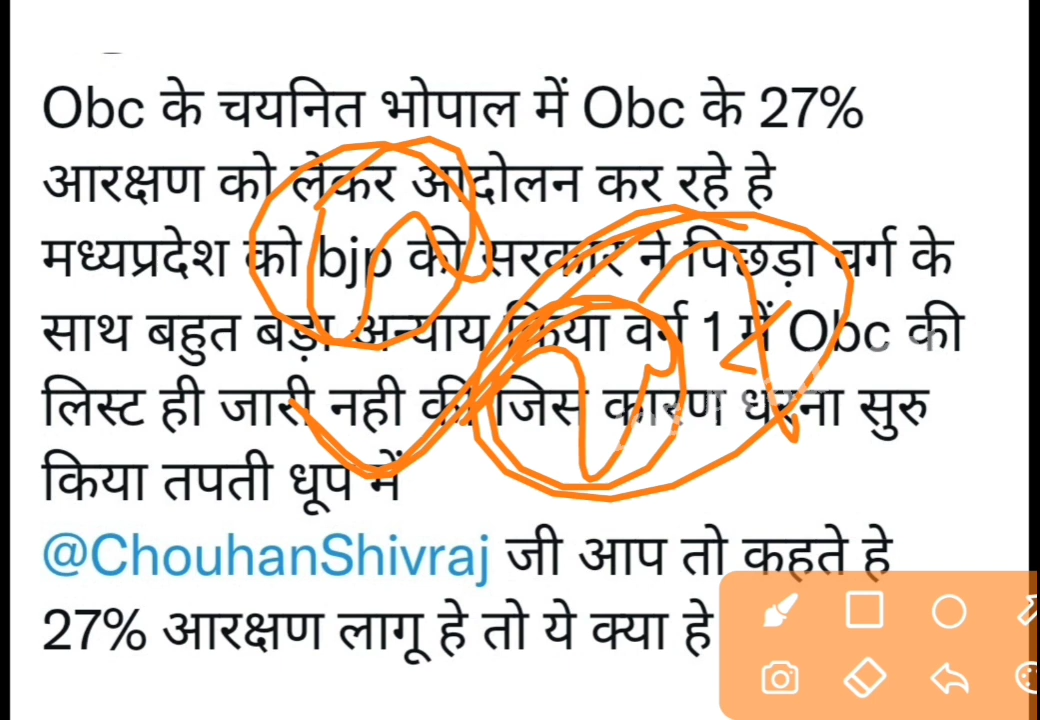 Obc के चयनित भोपाल में Obc के 27%
आरक्षण को लेकर आदोलन कर रहे हे
मध्यप्रदेश को bjp की सरकार ने पिछड़ा वर्ग के
साथ बहुत बड़ा अन्याय किया वर्ग 1 में Obc की
लिस्ट ही जारी नही की जिस कारण धरना सुरु
किया तपती धूप में
@ChouhanShivraj जी आप तो कहते हे
27% आरक्षण लागू हे तो ये क्या हे